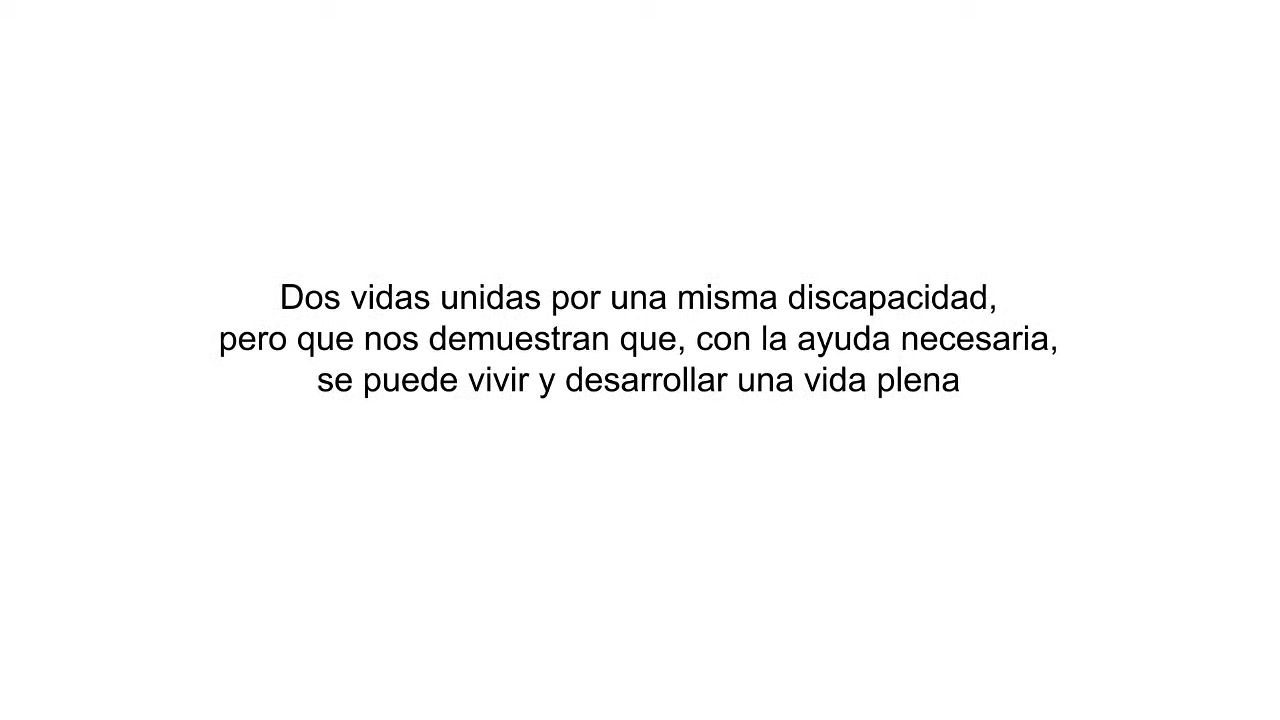 Dos vidas unidas por una misma discapacidad,
pero que nos demuestran que, con la ayuda necesaria,
se puede vivir y desarrollar una vida plena